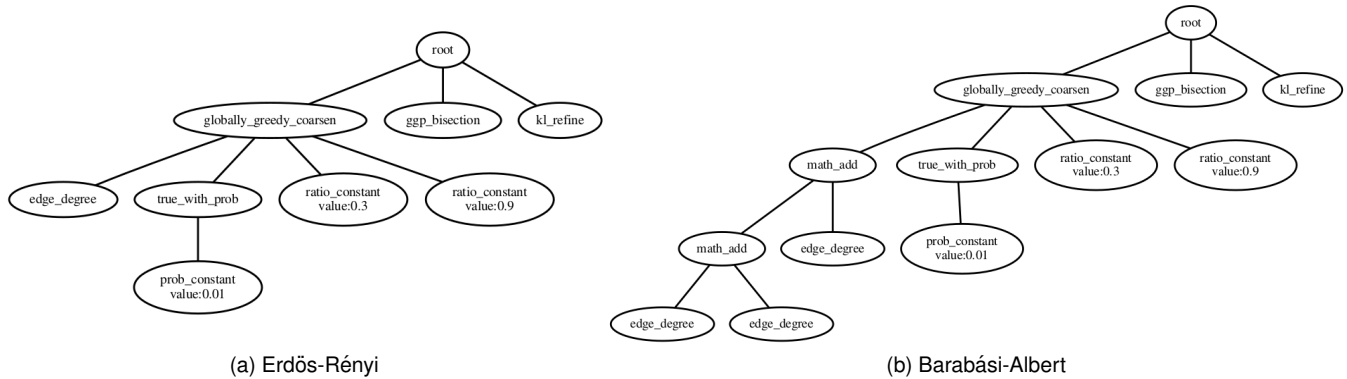 root
globally_greedy_coarsen
ggp_bisection
kl_refine
edge_degree
true_with_prob
ratio_constant
value:0.3
ratio_constant
value:0.9
prob_constant
value:0.01
(a) Erdös-Rényi
root
globally_greedy_coarsen
ggp_bisection
kl_refine
math_add
true_with_prob
ratio_constant
value:0.3
ratio_constant
value:0.9
math_add
edge_degree
prob_constant
value:0.01
edge_degree
edge_degree
(b) Barabási-Albert